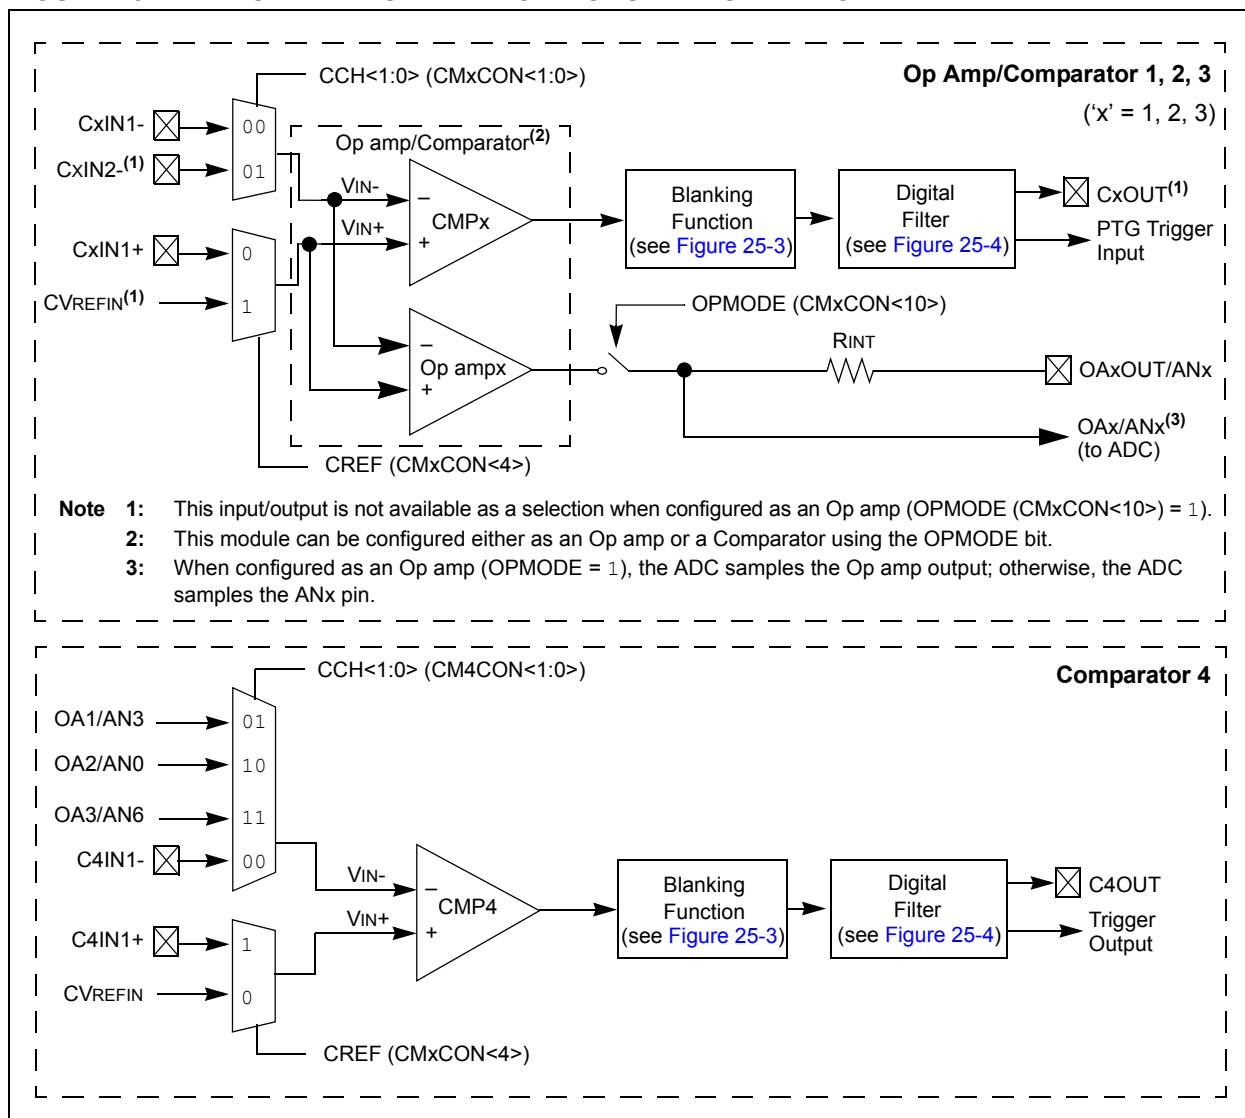 CCH<1:0> (CMxCON<1:0>)
Op Amp/Comparator 1, 2, 3
('x' = 1, 2, 3)
CxIN1-
00
CxIN2-(1)
01
Op amp/Comparator(2)
VIN-
–
CMPx
VIN+
+
Blanking
Function
(see Figure 25-3)
Digital
Filter
(see Figure 25-4)
CxOUT(1)
PTG Trigger
Input
CxIN1+
0
CVREFIN(1)
1
OPMODE (CMxCON<10>)
–
Op ampx
+
RINT
OAxOUT/ANx
OAx/ANx(3)
(to ADC)
CREF (CMxCON<4>)
Note 1: This input/output is not available as a selection when configured as an Op amp (OPMODE (CMxCON<10>) = 1).
2: This module can be configured either as an Op amp or a Comparator using the OPMODE bit.
3: When configured as an Op amp (OPMODE = 1), the ADC samples the Op amp output; otherwise, the ADC
samples the ANx pin.
CCH<1:0> (CM4CON<1:0>)
Comparator 4
OA1/AN3
01
OA2/AN0
10
OA3/AN6
11
C4IN1-
00
VIN-
–
CMP4
VIN+
+
Blanking
Function
(see Figure 25-3)
Digital
Filter
(see Figure 25-4)
C4OUT
Trigger
Output
C4IN1+
1
CVREFIN
0
CREF (CMxCON<4>)